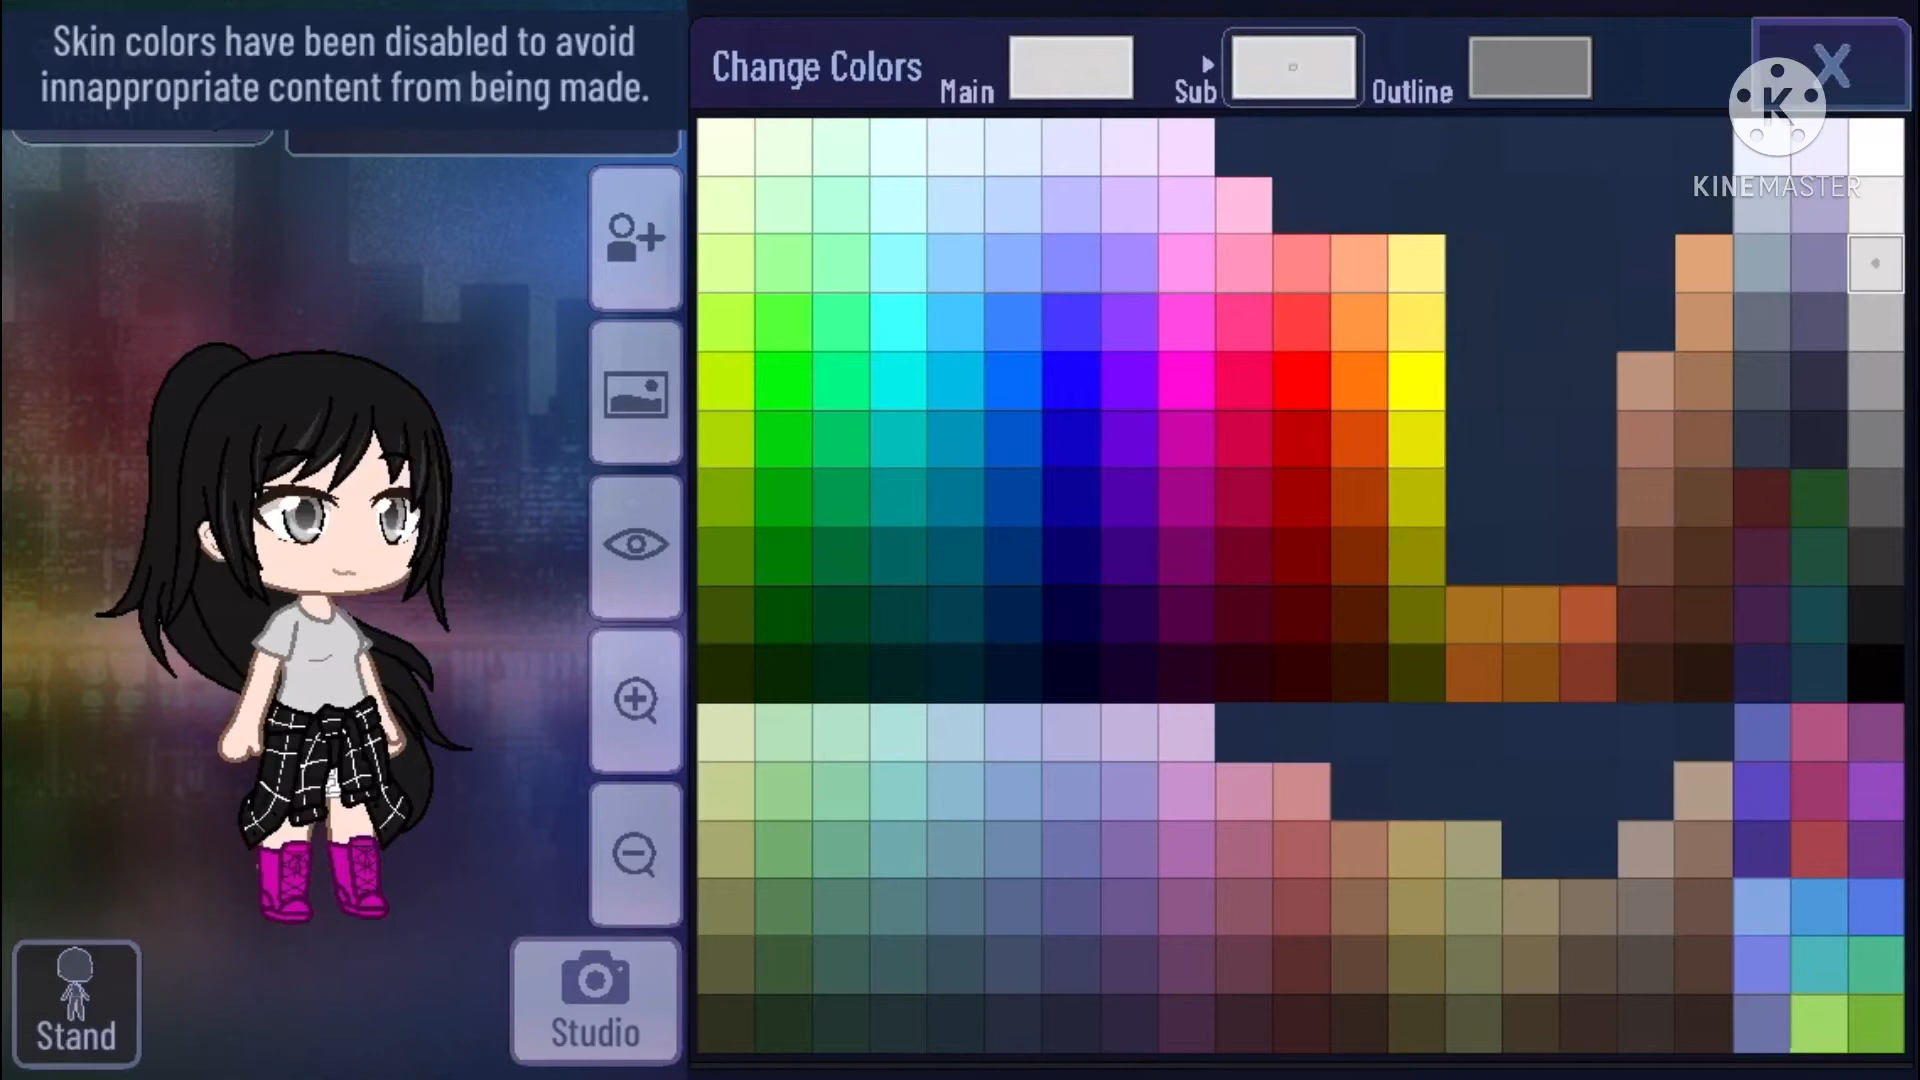 Skin colors have been disabled to avoid
innappropriate content from being made.
Change Colors
Main
Sub
Outline
X
K
KINEMASTER
Stand
Studio